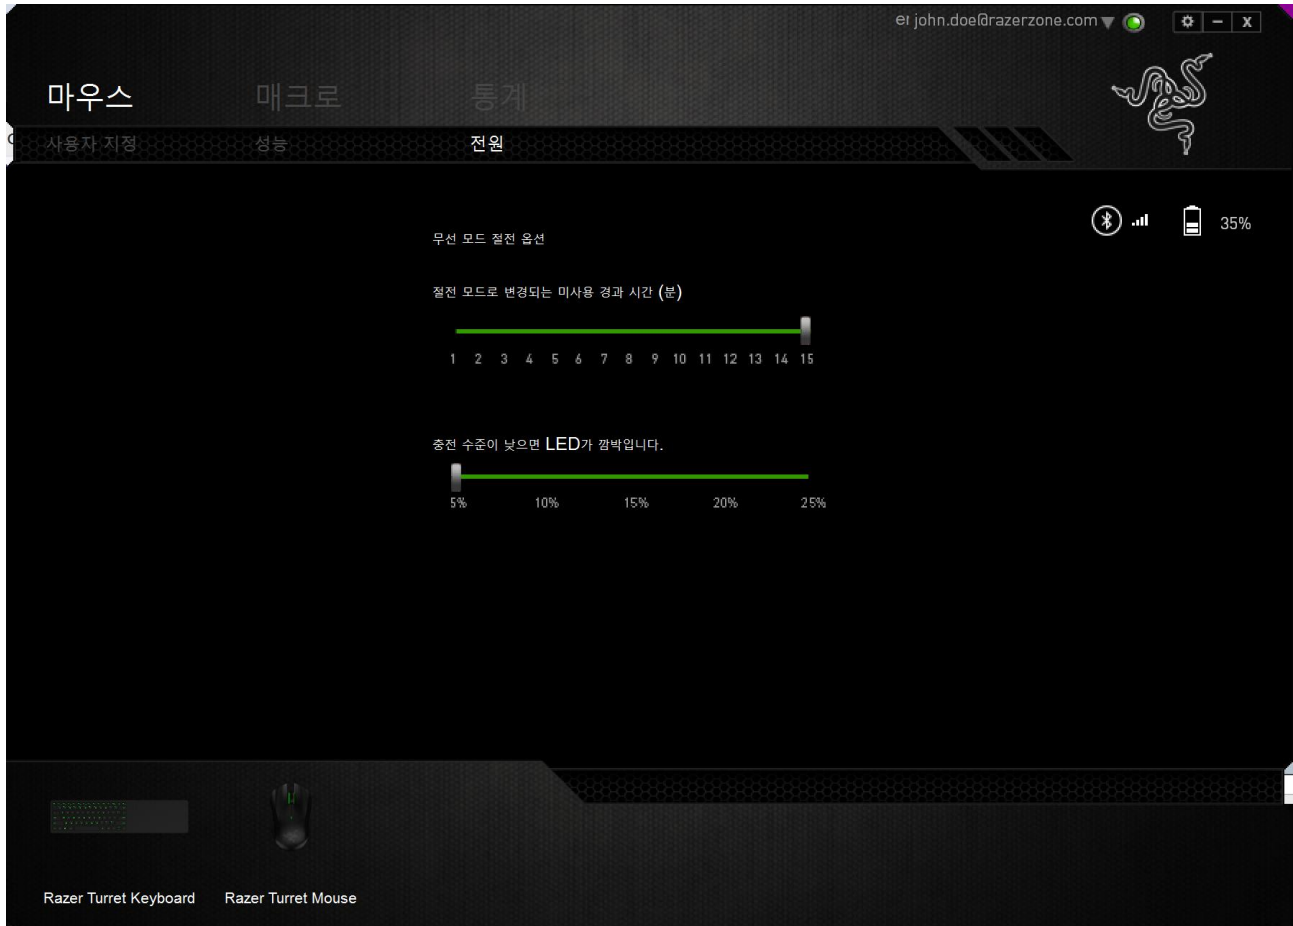 er john.doe@razerzone.com
X
마우스 매크로 통계
사용자 지정 성능 전원
35%
무선 모드 절전 옵션
절전 모드로 변경되는 미사용 경과 시간 (분)
1 2 3 4 5 6 7 8 9 10 11 12 13 14 15
충전 수준이 낮으면 LED가 깜박입니다.
5% 10% 15% 20% 25%
Razer Turret Keyboard Razer Turret Mouse